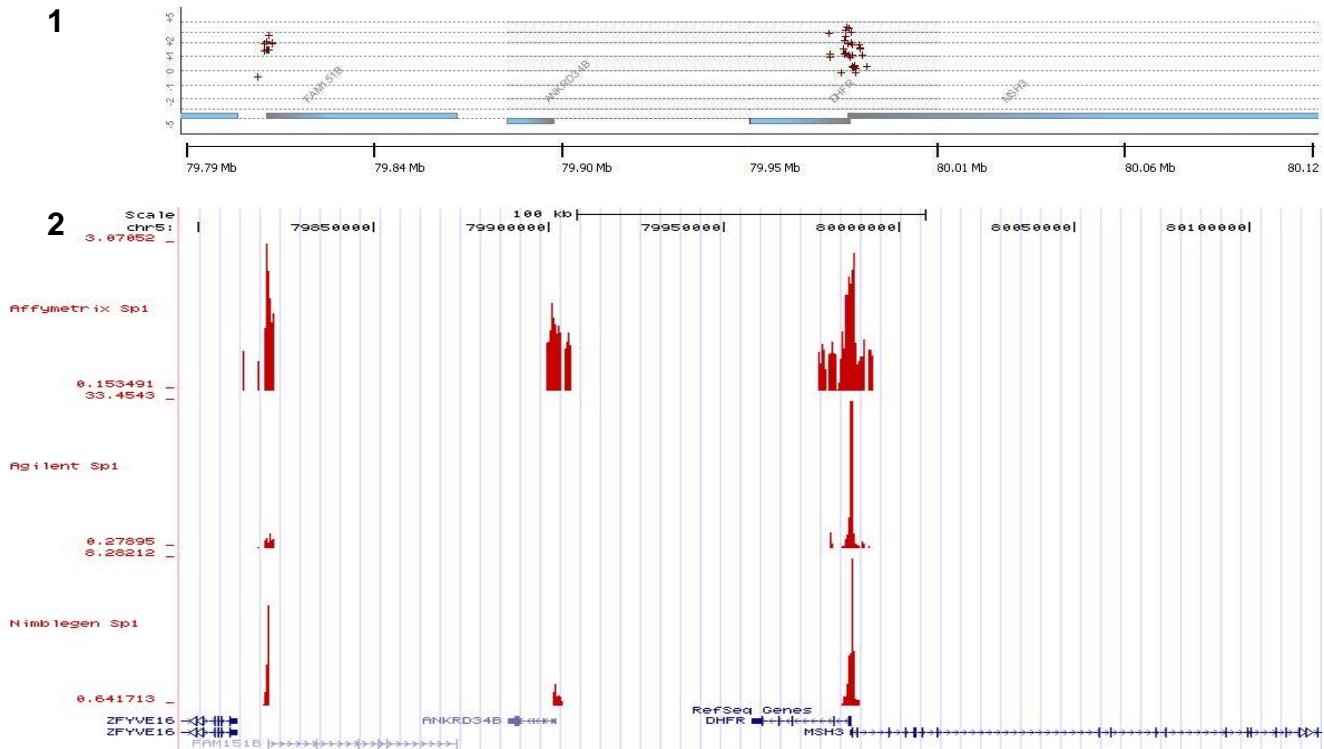 1
+5
+2
+1
0
-1
-2
-5
FAM151B
ANKRD34B
DHFR
MSH3
79.79 Mb 79.84 Mb 79.90 Mb 79.95 Mb 80.01 Mb 80.06 Mb 80.12
2
Scale 100 kb
chr5: 79850000| 79900000| 79950000| 80000000| 80050000| 80100000|
3.07052 _
Affymetrix Sp1
0.153491 _
33.4543 _
Agilent Sp1
0.27895 _
8.28212 _
Nimblegen Sp1
0.641713 _
RefSeq Genes
ZFYVE16 ANKRD34B DHFR
ZFYVE16 MSH3
FAM151B